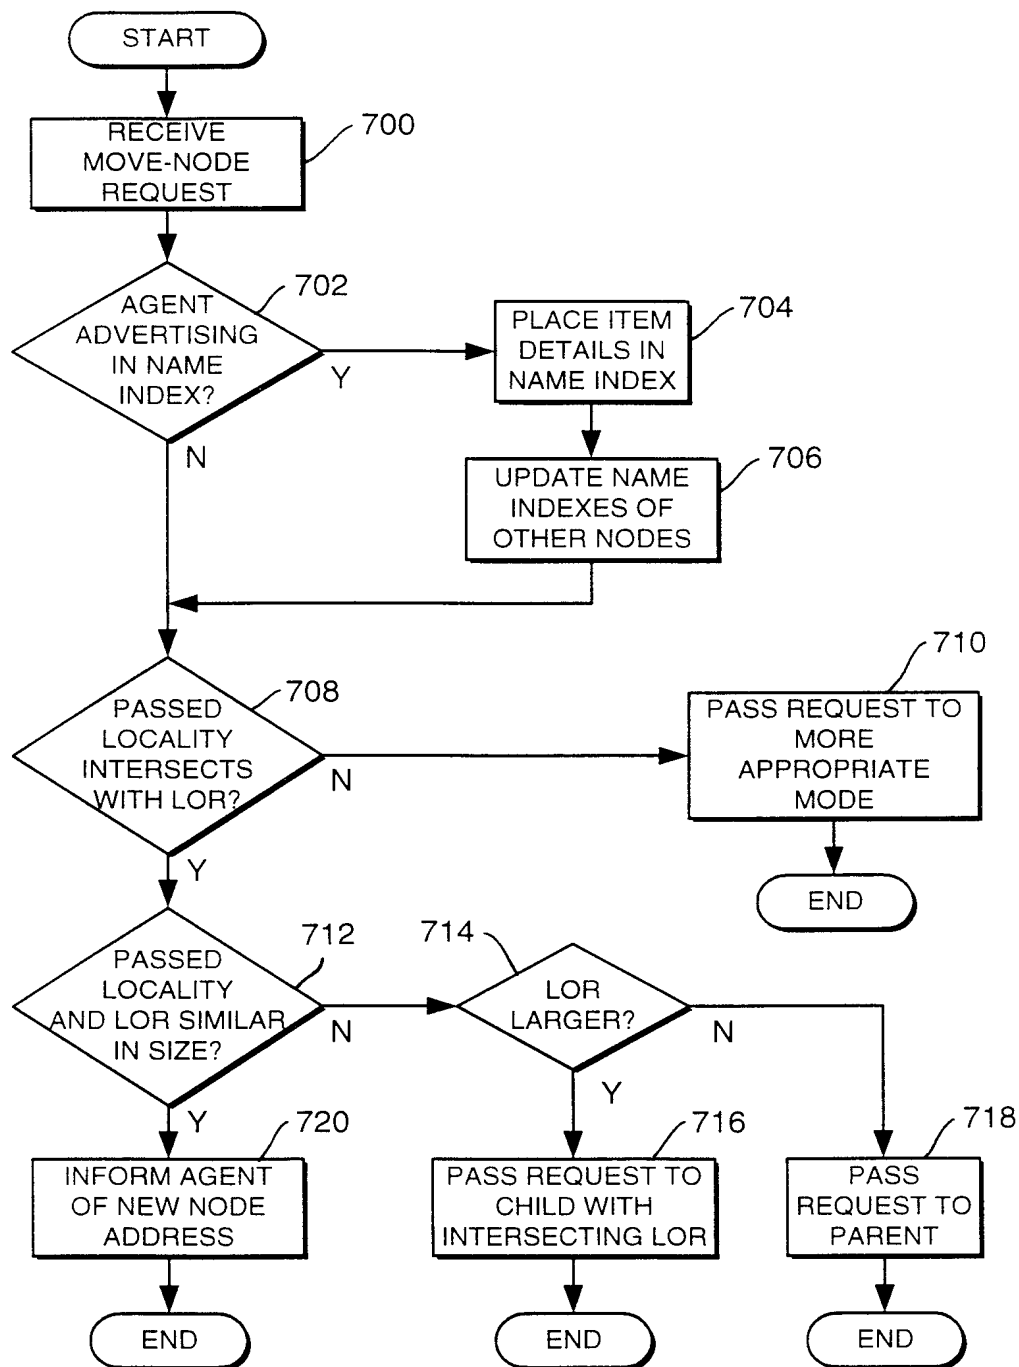 START
RECEIVE
MOVE-NODE
REQUEST
700
AGENT
ADVERTISING
IN NAME
INDEX?
702
Y
N
PLACE ITEM
DETAILS IN
NAME INDEX
704
UPDATE NAME
INDEXES OF
OTHER NODES
706
PASSED
LOCALITY
INTERSECTS
WITH LOR?
708
N
Y
PASS REQUEST TO
MORE
APPROPRIATE
MODE
710
END
PASSED
LOCALITY
AND LOR SIMILAR
IN SIZE?
712
N
Y
LOR
LARGER?
714
N
Y
INFORM AGENT
OF NEW NODE
ADDRESS
720
PASS REQUEST TO
CHILD WITH
INTERSECTING LOR
716
PASS
REQUEST TO
PARENT
718
END
END
END